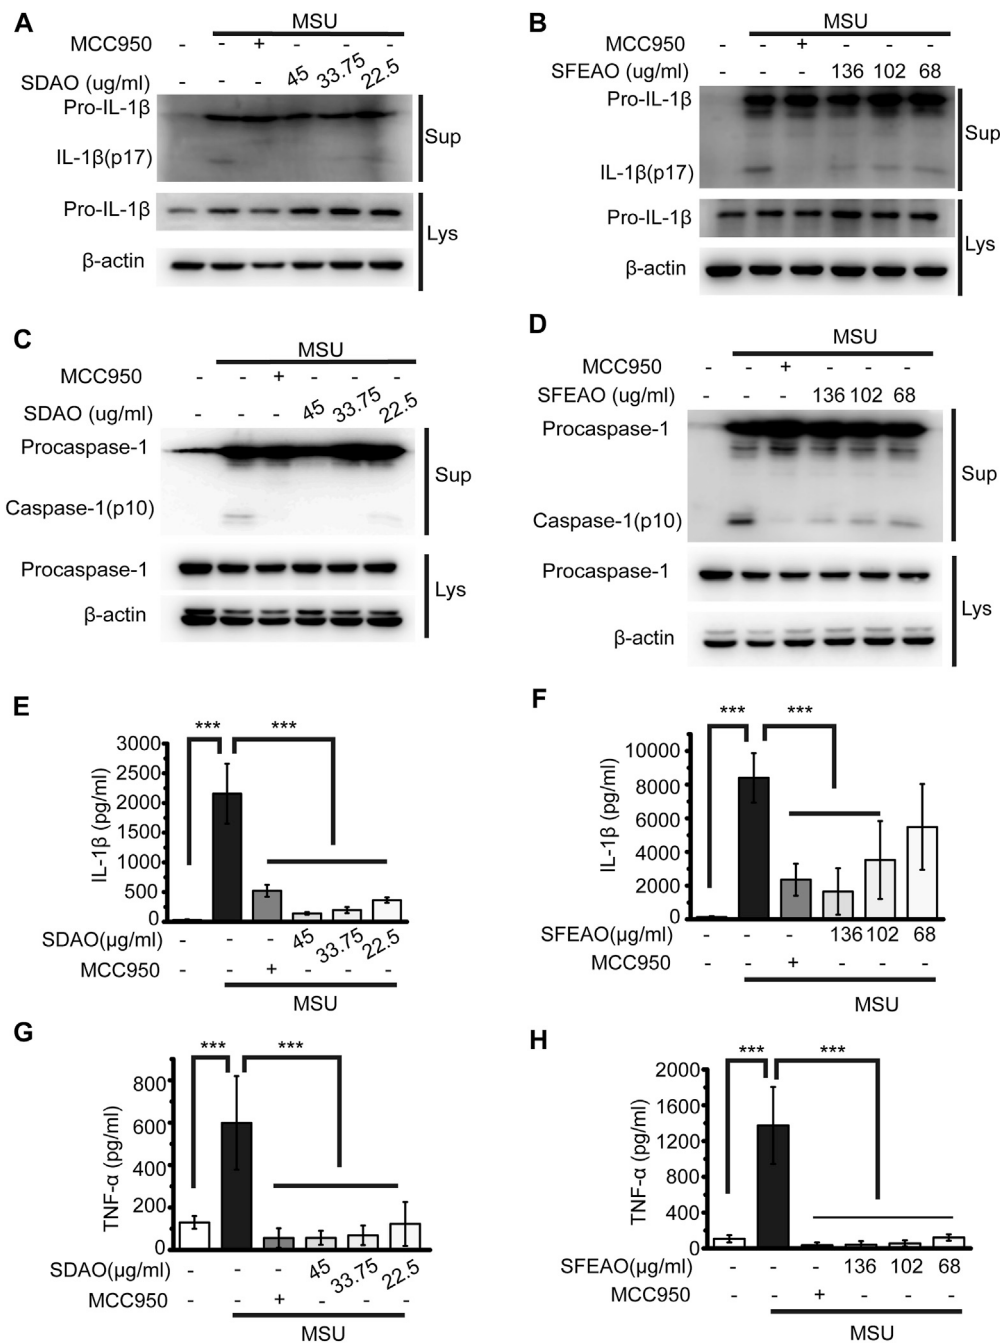 A
MSU
MCC950 - - + - - -
SDAO (ug/ml) - - - 45 33.75 22.5
Pro-IL-1β
IL-1β(p17)
Sup
Pro-IL-1β
β-actin
Lys
B
MSU
MCC950 - - + - - -
SFEAO (ug/ml) - - - 136 102 68
Pro-IL-1β
IL-1β(p17)
Sup
Pro-IL-1β
β-actin
Lys
C
MSU
MCC950 - - + - - -
SDAO (ug/ml) - - - 45 33.75 22.5
Procaspase-1
Caspase-1(p10)
Sup
Procaspase-1
β-actin
Lys
D
MSU
MCC950 - - + - - -
SFEAO (ug/ml) - - - 136 102 68
Procaspase-1
Caspase-1(p10)
Sup
Procaspase-1
β-actin
Lys
E
*** ***
IL-1β (pg/ml)
3000
2500
2000
1500
1000
500
0
SDAO(μg/ml) - - - 45 33.75 22.5
MCC950 - - + - - -
MSU
F
*** ***
IL-1β (pg/ml)
10000
8000
6000
4000
2000
0
SFEAO(μg/ml) - - - 136 102 68
MCC950 - - + - - -
MSU
G
*** ***
TNF-α (pg/ml)
800
600
400
200
0
SDAO(μg/ml) - - - 45 33.75 22.5
MCC950 - - + - - -
MSU
H
*** ***
TNF-α (pg/ml)
2000
1600
1200
800
400
0
SFEAO(μg/ml) - - - 136 102 68
MCC950 - - + - - -
MSU